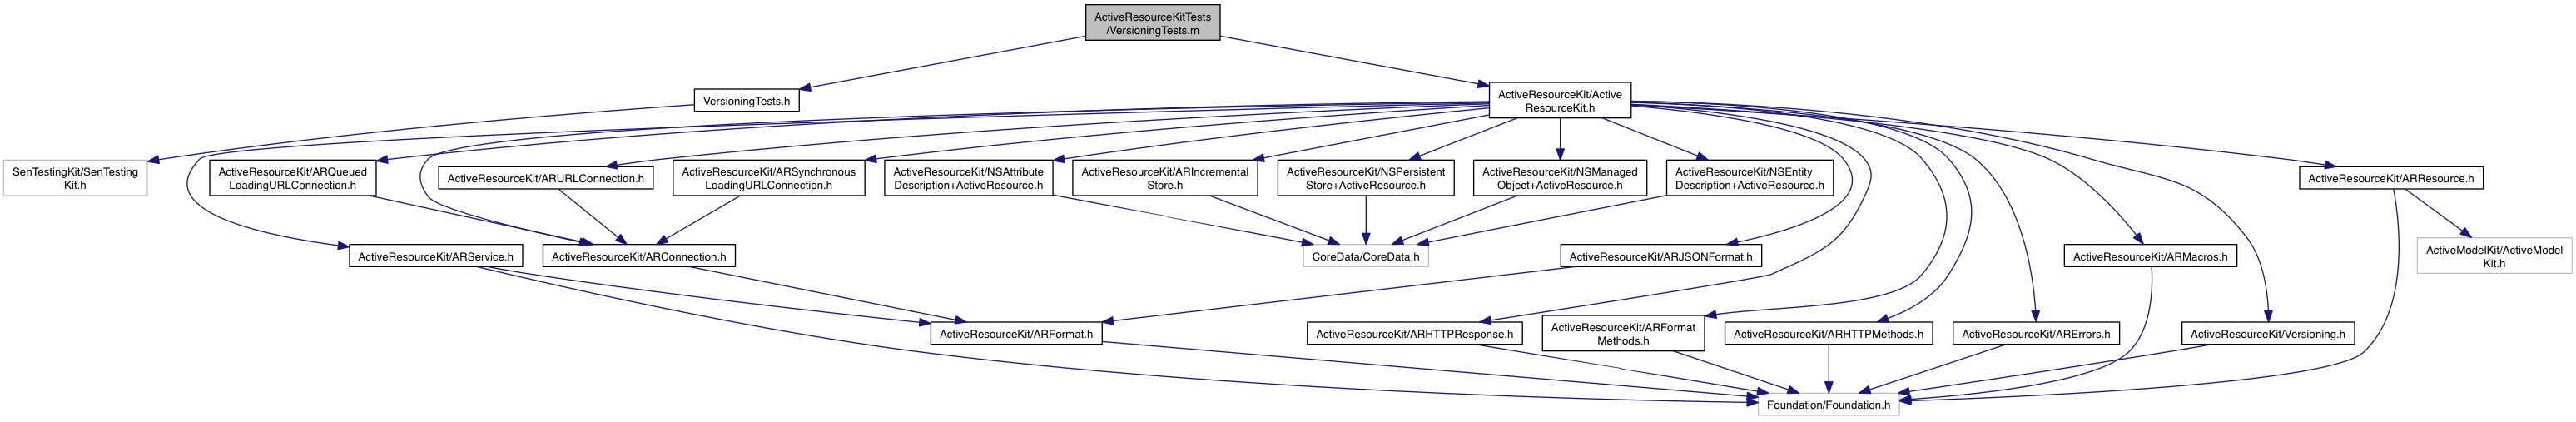 ActiveResourceKitTests
/VersioningTests.m
VersioningTests.h
ActiveResourceKit/Active
ResourceKit.h
SenTestingKit/SenTesting
Kit.h
ActiveResourceKit/ARQueued
LoadingURLConnection.h
ActiveResourceKit/ARURLConnection.h
ActiveResourceKit/ARSynchronous
LoadingURLConnection.h
ActiveResourceKit/NSAttribute
Description+ActiveResource.h
ActiveResourceKit/ARIncremental
Store.h
ActiveResourceKit/NSPersistent
Store+ActiveResource.h
ActiveResourceKit/NSManaged
Object+ActiveResource.h
ActiveResourceKit/NSEntity
Description+ActiveResource.h
ActiveResourceKit/ARResource.h
ActiveResourceKit/ARService.h
ActiveResourceKit/ARConnection.h
CoreData/CoreData.h
ActiveResourceKit/ARJSONFormat.h
ActiveResourceKit/ARMacros.h
ActiveModelKit/ActiveModel
Kit.h
ActiveResourceKit/ARFormat.h
ActiveResourceKit/ARHTTPResponse.h
ActiveResourceKit/ARFormat
Methods.h
ActiveResourceKit/ARHTTPMethods.h
ActiveResourceKit/ARErrors.h
ActiveResourceKit/Versioning.h
Foundation/Foundation.h